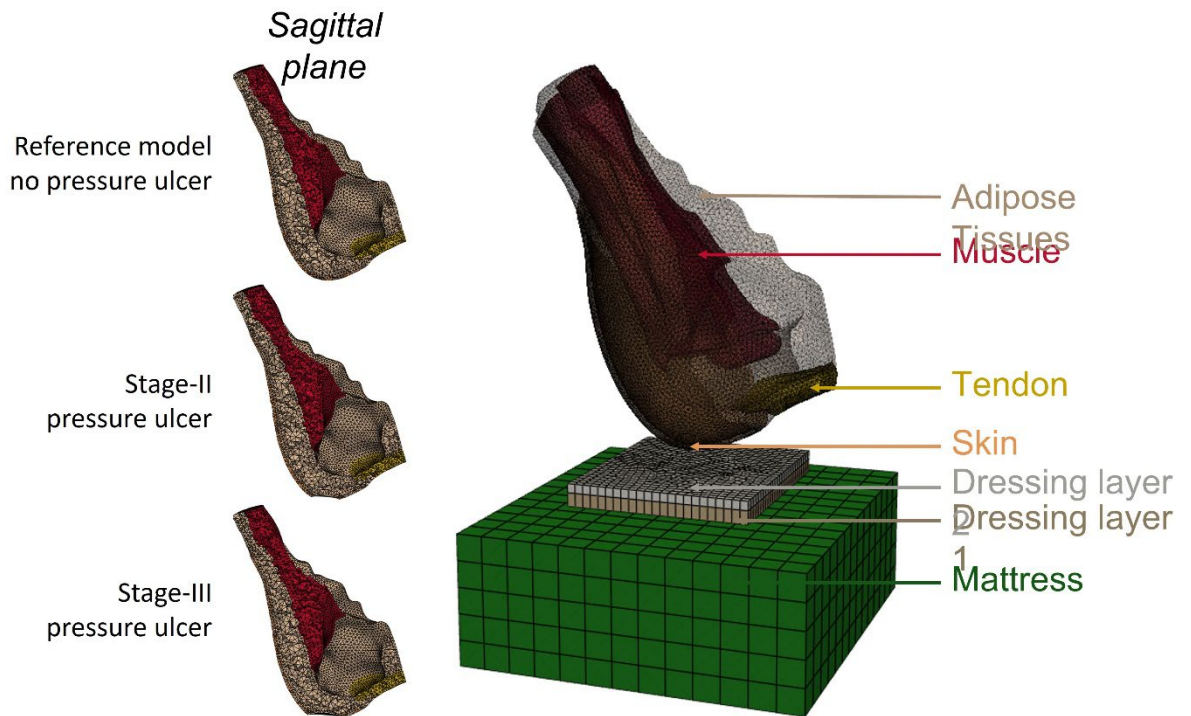 Sagittal
plane
Reference model
no pressure ulcer
Stage-II
pressure ulcer
Stage-III
pressure ulcer
Adipose
Tissues
Muscle
Tendon
Skin
Dressing layer
2
Dressing layer
1
Mattress